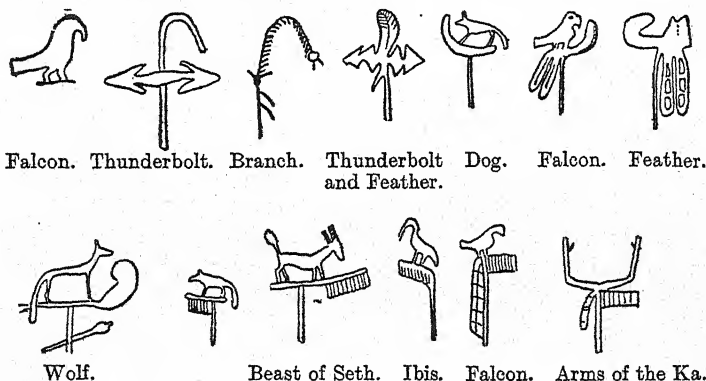 Falcon. Thunderbolt. Branch. Thunderbolt Dog. Falcon. Feather.
and Feather.
Wolf. Beast of Seth. Ibis. Falcon. Arms of the Ka.